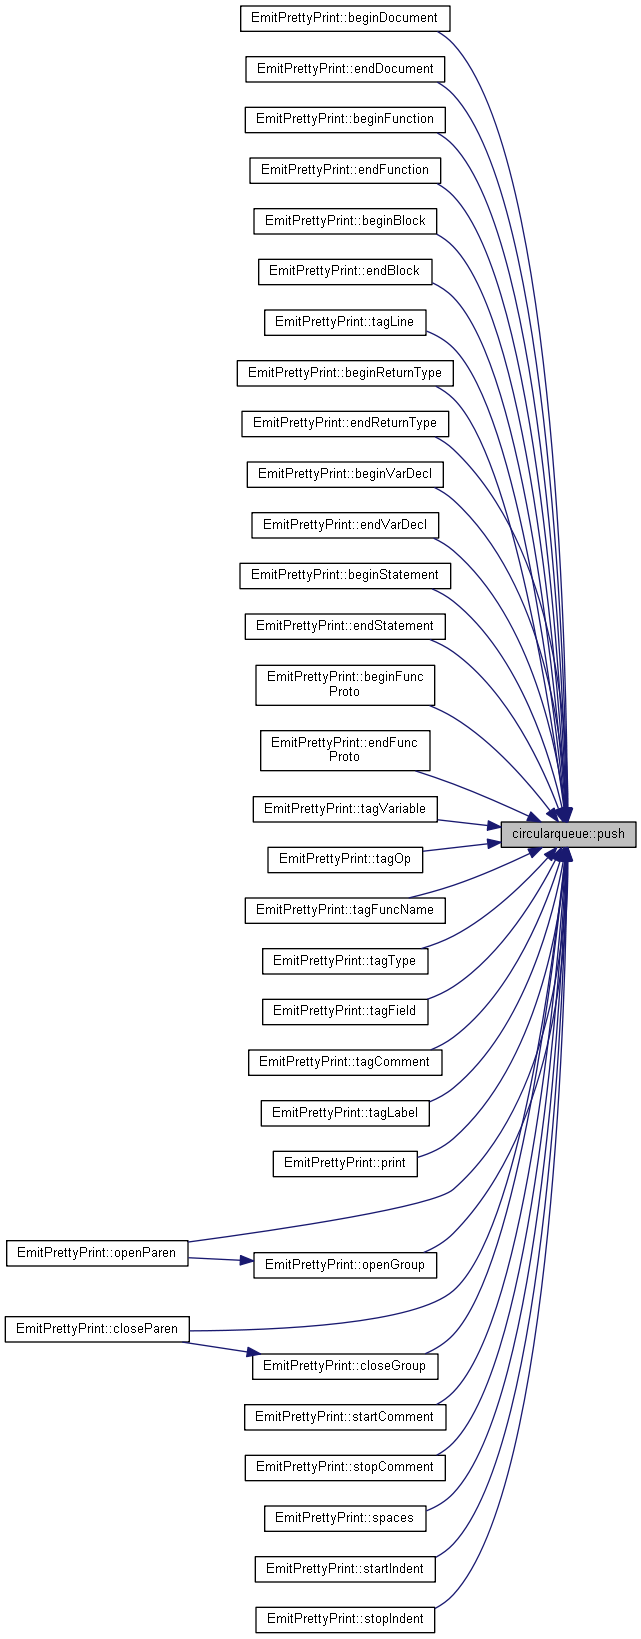 EmitPrettyPrint::beginDocument
EmitPrettyPrint::endDocument
EmitPrettyPrint::beginFunction
EmitPrettyPrint::endFunction
EmitPrettyPrint::beginBlock
EmitPrettyPrint::endBlock
EmitPrettyPrint::tagLine
EmitPrettyPrint::beginReturnType
EmitPrettyPrint::endReturnType
EmitPrettyPrint::beginVarDecl
EmitPrettyPrint::endVarDecl
EmitPrettyPrint::beginStatement
EmitPrettyPrint::endStatement
EmitPrettyPrint::beginFunc
Proto
EmitPrettyPrint::endFunc
Proto
EmitPrettyPrint::tagVariable
circularqueue::push
EmitPrettyPrint::tagOp
EmitPrettyPrint::tagFuncName
EmitPrettyPrint::tagType
EmitPrettyPrint::tagField
EmitPrettyPrint::tagComment
EmitPrettyPrint::tagLabel
EmitPrettyPrint::print
EmitPrettyPrint::openParen
EmitPrettyPrint::openGroup
EmitPrettyPrint::closeParen
EmitPrettyPrint::closeGroup
EmitPrettyPrint::startComment
EmitPrettyPrint::stopComment
EmitPrettyPrint::spaces
EmitPrettyPrint::startIndent
EmitPrettyPrint::stopIndent